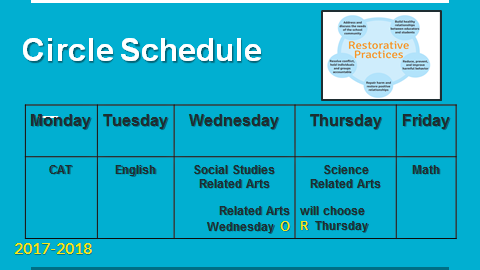 Circle Schedule
Address and
discuss the needs
of the school
community
Build healthy
relationships
between educators
and students
Restorative
Practices
Resolve conflict,
hold individuals
and groups
accountable
Reduce, prevent,
and improve
harmful behavior
Repair harm and
restore positive
relationships
Monday Tuesday Wednesday Thursday Friday
CAT English Social Studies Science Math
Related Arts Related Arts
Related Arts will choose
Wednesday O R Thursday
2017-2018